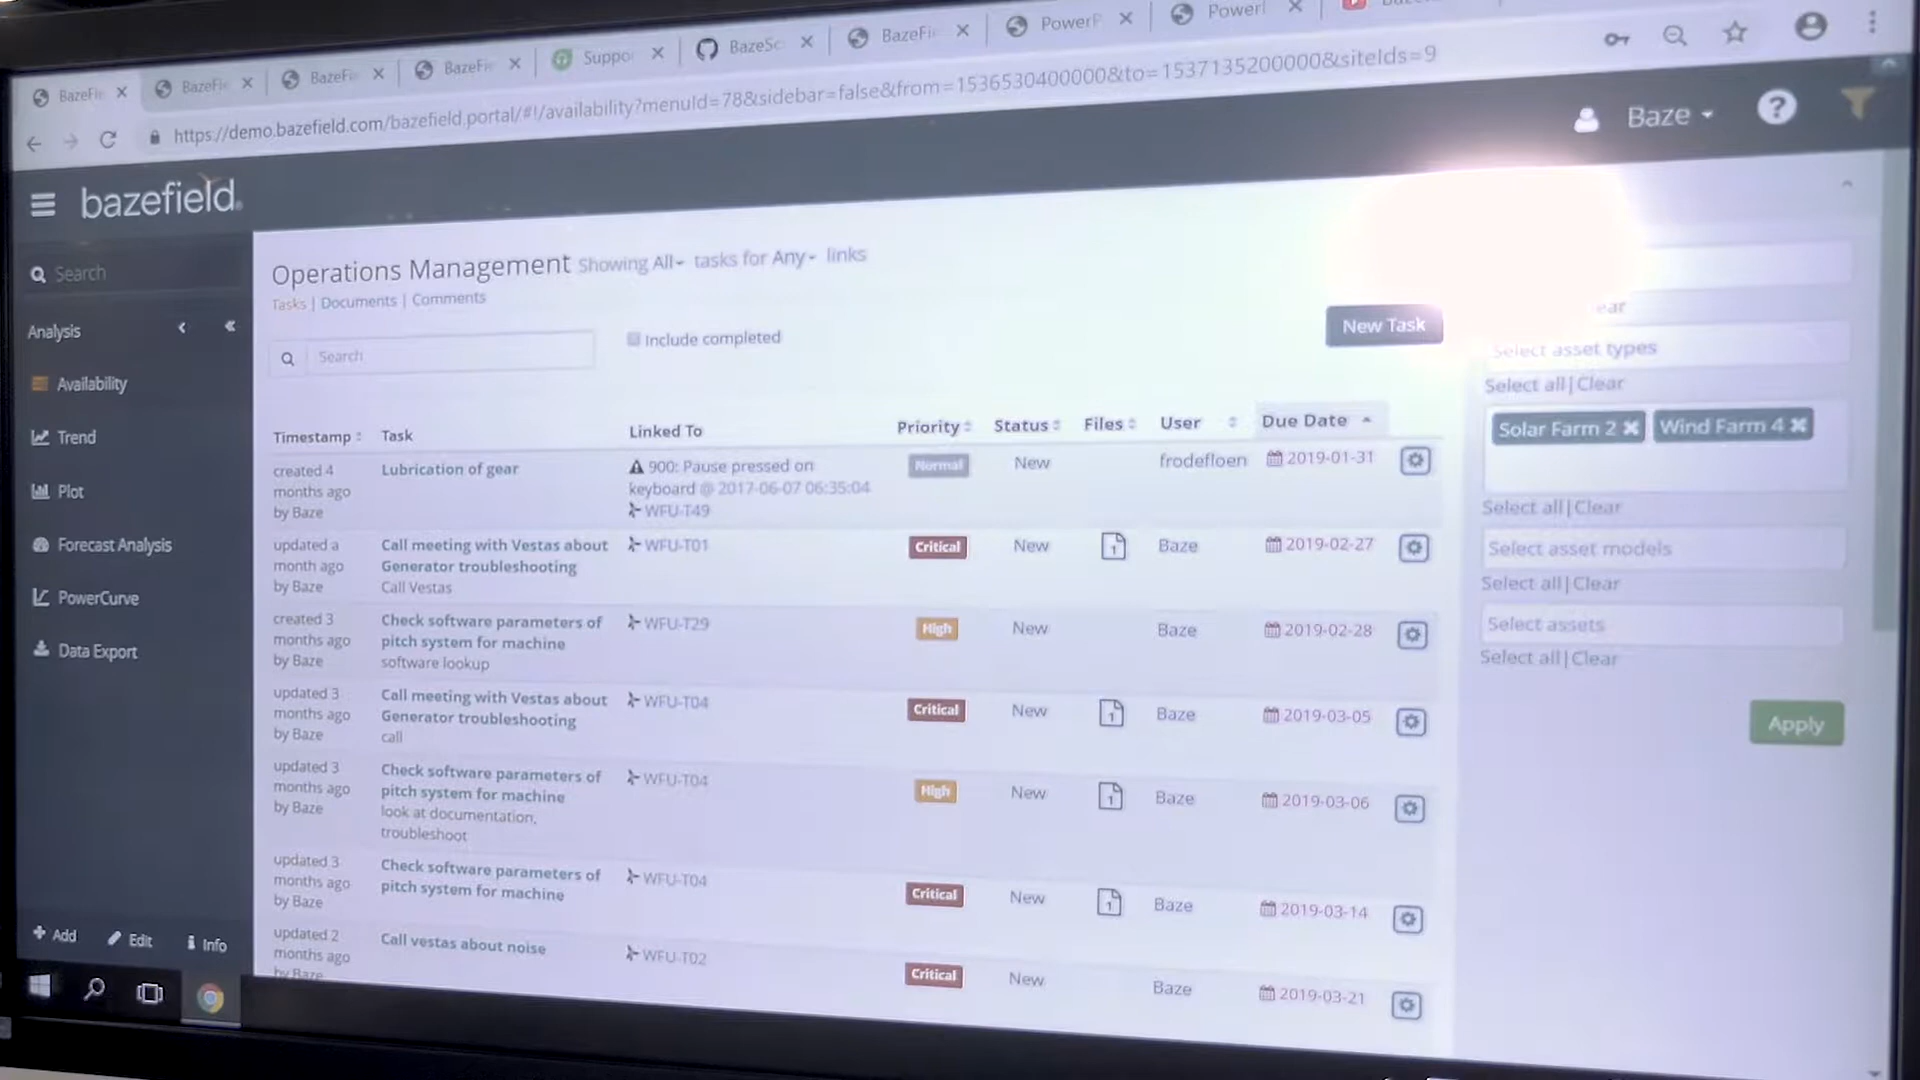 BazeFie
BazeFie
BazeFie
BazeFie
Suppo
BazeSc
BazeFi
PowerP
PowerI
https://demo.bazefield.com/bazefield.portal/#!/availability?menuId=78&sidebar=false&from=1536530400000&to=1537135200000&siteIds=9
bazefield
Baze
?
Search
Analysis
Availability
Trend
Plot
Forecast Analysis
PowerCurve
Data Export
Add Edit Info
Operations Management Showing All tasks for Any links
Tasks | Documents | Comments
Search
Include completed
New Task
Timestamp Task Linked To Priority Status Files User Due Date
created 4 months ago by Baze
Lubrication of gear
900: Pause pressed on
keyboard @ 2017-06-07 06:35:04
WFU-T49
Normal New frodefloen 2019-01-31
updated a month ago by Baze
Call meeting with Vestas about
Generator troubleshooting
Call Vestas
WFU-T01 Critical New 1 Baze 2019-02-27
created 3 months ago by Baze
Check software parameters of
pitch system for machine
software lookup
WFU-T29 High New Baze 2019-02-28
updated 3 months ago by Baze
Call meeting with Vestas about
Generator troubleshooting
call
WFU-T04 Critical New 1 Baze 2019-03-05
updated 3 months ago by Baze
Check software parameters of
pitch system for machine
look at documentation,
troubleshoot
WFU-T04 High New 1 Baze 2019-03-06
updated 3 months ago by Baze
Check software parameters of
pitch system for machine
WFU-T04 Critical New 1 Baze 2019-03-14
updated 2 months ago by Baze
Call vestas about noise
WFU-T02 Critical New Baze 2019-03-21
ear
Select asset types
Select all|Clear
Solar Farm 2 Wind Farm 4
Select all|Clear
Select asset models
Select all|Clear
Select assets
Select all|Clear
Apply